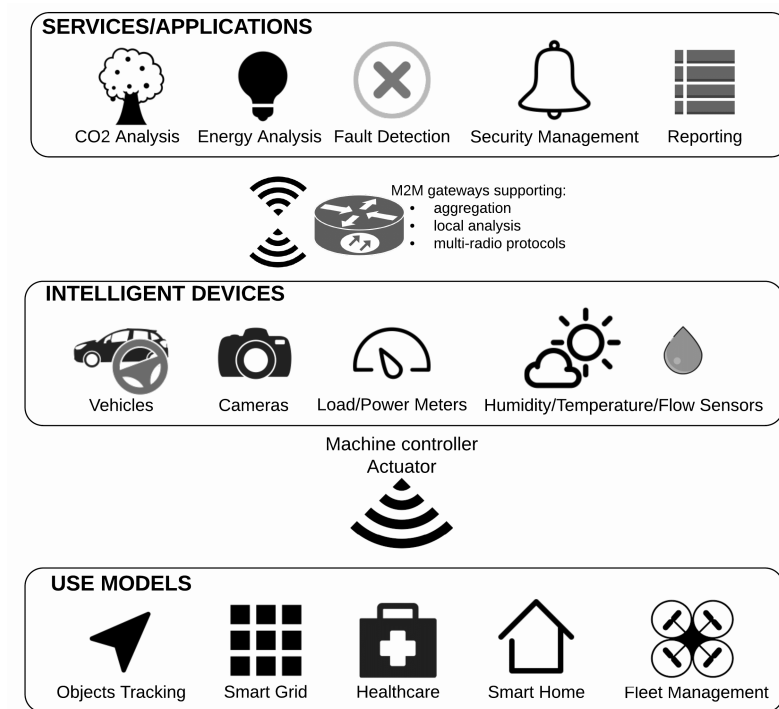 SERVICES/APPLICATIONS
CO2 Analysis Energy Analysis Fault Detection Security Management Reporting
M2M gateways supporting:
• aggregation
• local analysis
• multi-radio protocols
INTELLIGENT DEVICES
Vehicles Cameras Load/Power Meters Humidity/Temperature/Flow Sensors
Machine controller
Actuator
USE MODELS
Objects Tracking Smart Grid Healthcare Smart Home Fleet Management